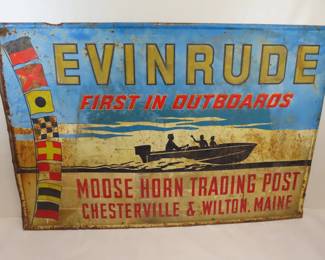 EVINRUDE
FIRST IN OUTBOARDS
MOOSE HORN TRADING POST
CHESTERVILLE & WILTON, MAINE